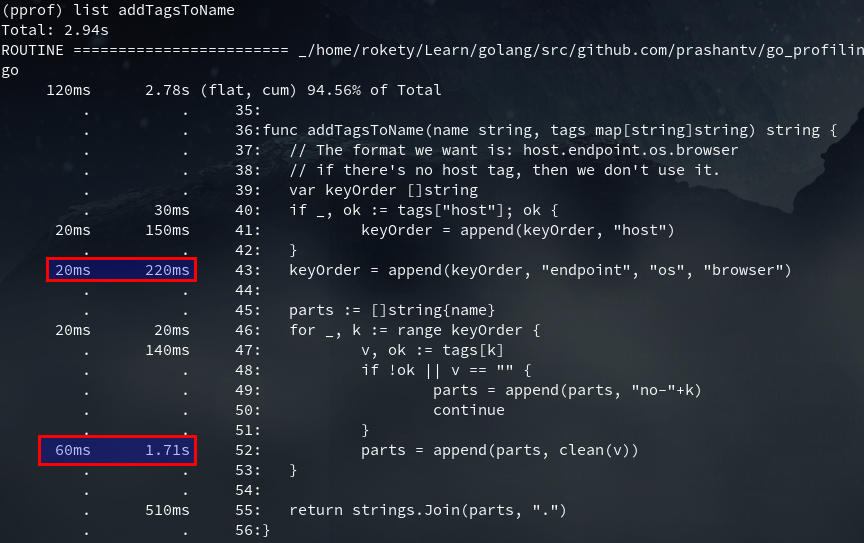 (pprof) list addTagsToName
Total: 2.94s
ROUTINE ======================== _/home/rokety/Learn/golang/src/github.com/prashantv/go_profilin
go
     120ms      2.78s (flat, cum) 94.56% of Total
         .          .     35:
         .          .     36:func addTagsToName(name string, tags map[string]string) string {
         .          .     37:   // The format we want is: host.endpoint.os.browser
         .          .     38:   // if there's no host tag, then we don't use it.
         .          .     39:   var keyOrder []string
         .       30ms     40:   if _, ok := tags["host"]; ok {
      20ms      150ms     41:           keyOrder = append(keyOrder, "host")
         .          .     42:   }
      20ms      220ms     43:   keyOrder = append(keyOrder, "endpoint", "os", "browser")
         .          .     44:
         .          .     45:   parts := []string{name}
      20ms       20ms     46:   for _, k := range keyOrder {
         .      140ms     47:           v, ok := tags[k]
         .          .     48:           if !ok || v == "" {
         .          .     49:                   parts = append(parts, "no-"+k)
         .          .     50:                   continue
         .          .     51:           }
      60ms      1.71s     52:           parts = append(parts, clean(v))
         .          .     53:   }
         .          .     54:
         .      510ms     55:   return strings.Join(parts, ".")
         .          .     56:}